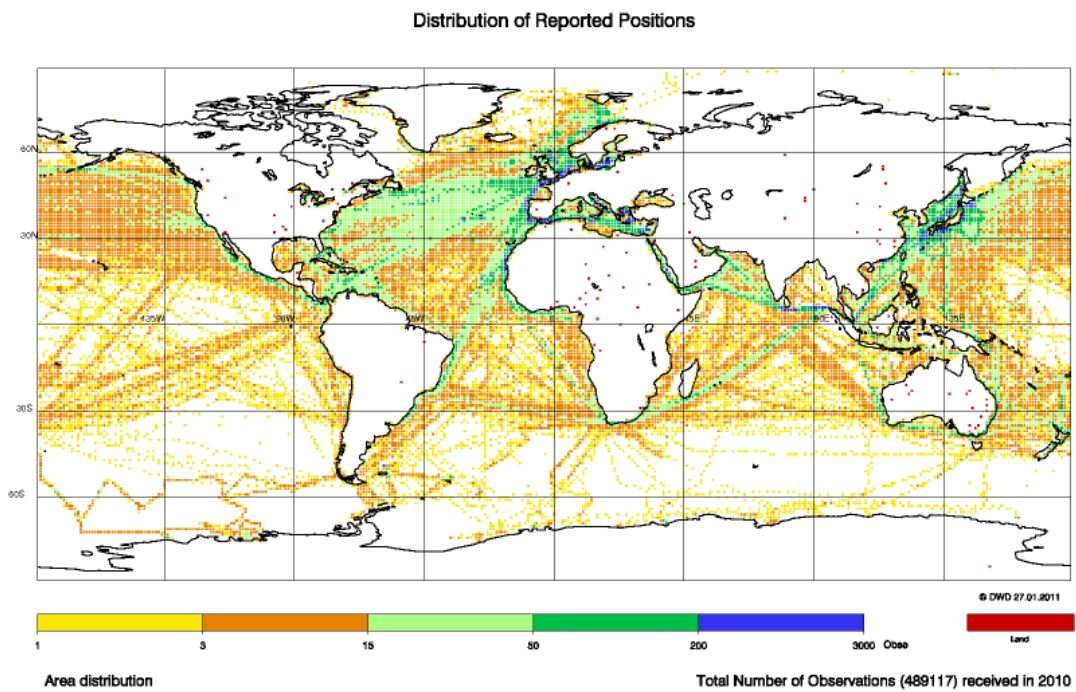 Distribution of Reported Positions
60N
30N
135W
90W
45W
45E
90E
135E
30S
60S
© DWD 27.01.2011
1 3 15 50 200 3000 Obse
Land
Area distribution
Total Number of Observations (489117) received in 2010